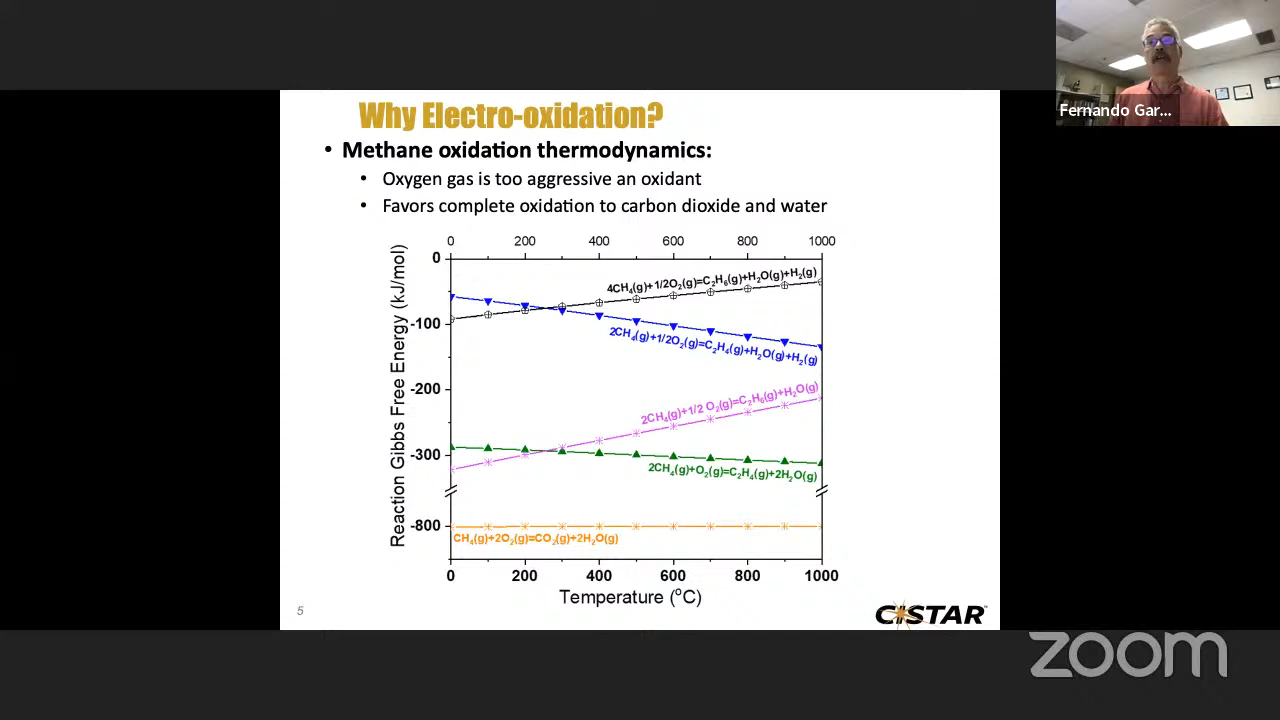 Fernando Gar...
Why Electro-oxidation?
• Methane oxidation thermodynamics:
• Oxygen gas is too aggressive an oxidant
• Favors complete oxidation to carbon dioxide and water
0 200 400 600 800 1000
Reaction Gibbs Free Energy (kJ/mol)
0
-100
-200
-300
-800
4CH₄(g)+1/2O₂(g)=C₂H₆(g)+H₂O(g)+H₂(g)
2CH₄(g)+1/2O₂(g)=C₂H₄(g)+H₂O(g)+H₂(g)
2CH₄(g)+1/2 O₂(g)=C₂H₆(g)+H₂O(g)
2CH₄(g)+O₂(g)=C₂H₄(g)+2H₂O(g)
CH₄(g)+2O₂(g)=CO₂(g)+2H₂O(g)
0 200 400 600 800 1000
Temperature (°C)
5
CISTAR
zoom